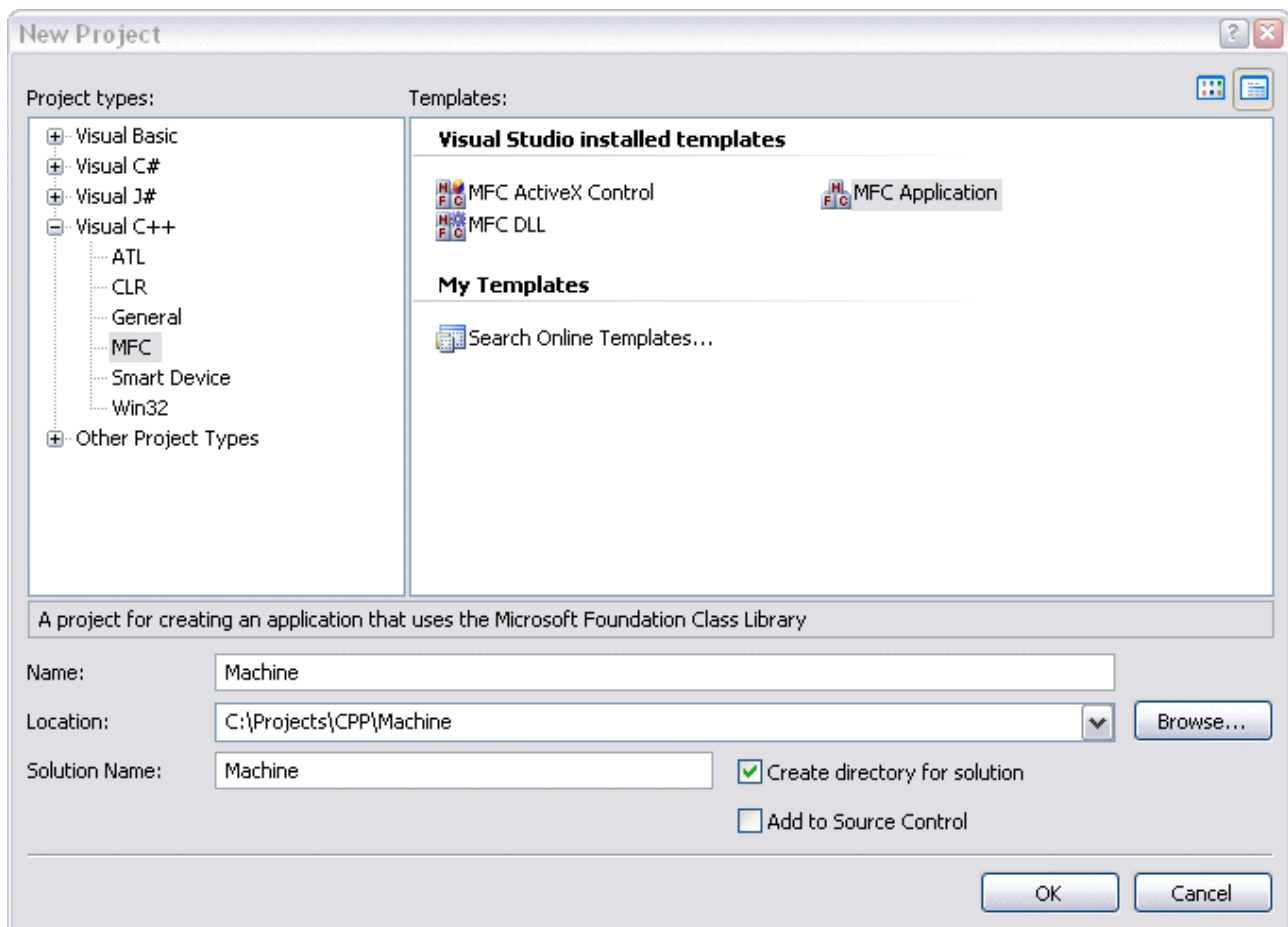 New Project
Project types:
Templates:
Visual Basic
Visual C#
Visual J#
Visual C++
ATL
CLR
General
MFC
Smart Device
Win32
Other Project Types
Visual Studio installed templates
MFC ActiveX Control
MFC Application
MFC DLL
My Templates
Search Online Templates...
A project for creating an application that uses the Microsoft Foundation Class Library
Name:
Machine
Location:
C:\Projects\CPP\Machine
Browse...
Solution Name:
Machine
Create directory for solution
Add to Source Control
OK
Cancel